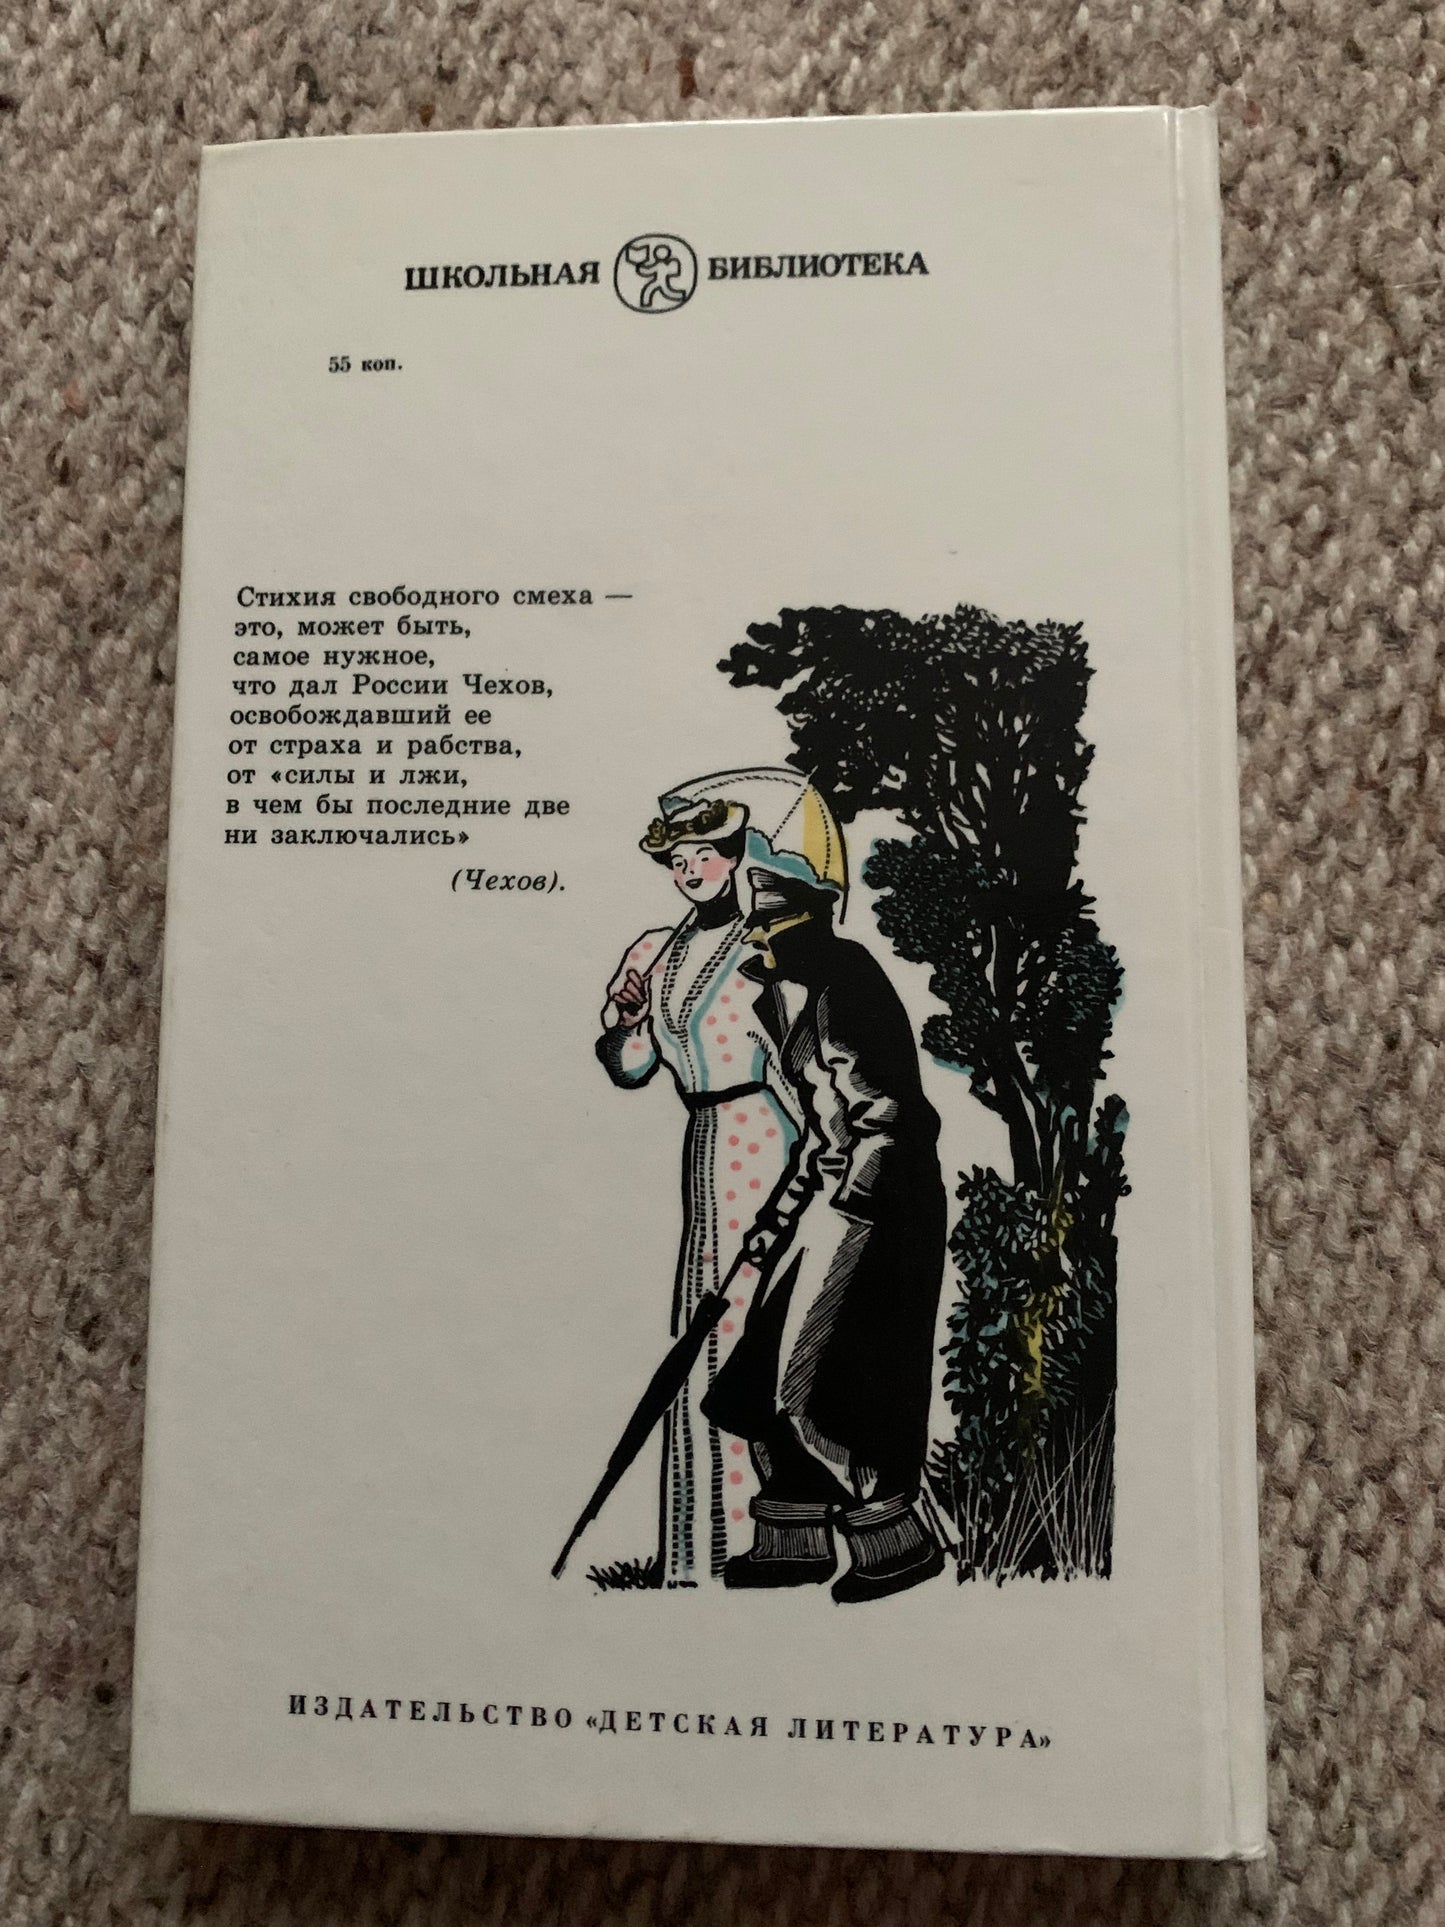 ШКОЛЬНАЯ БИБЛИОТЕКА
55 коп.
Стихия свободного смеха —
это, может быть,
самое нужное,
что дал России Чехов,
освобождавший ее
от страха и рабства,
от «силы и лжи,
в чем бы последние две
ни заключались»
(Чехов).
ИЗДАТЕЛЬСТВО «ДЕТСКАЯ ЛИТЕРАТУРА»